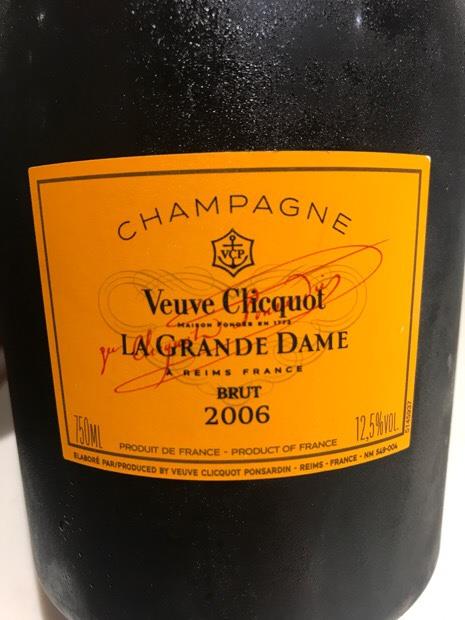 CHAMPAGNE
VCP
Veuve Clicquot
MAISON FONDÉE EN 1772
LA GRANDE DAME
A REIMS FRANCE
BRUT
2006
750ML
12,5%VOL.
PRODUIT DE FRANCE - PRODUCT OF FRANCE
ELABORÉ PAR/PRODUCED BY VEUVE CLICQUOT PONSARDIN - REIMS - FRANCE - NM 549-004